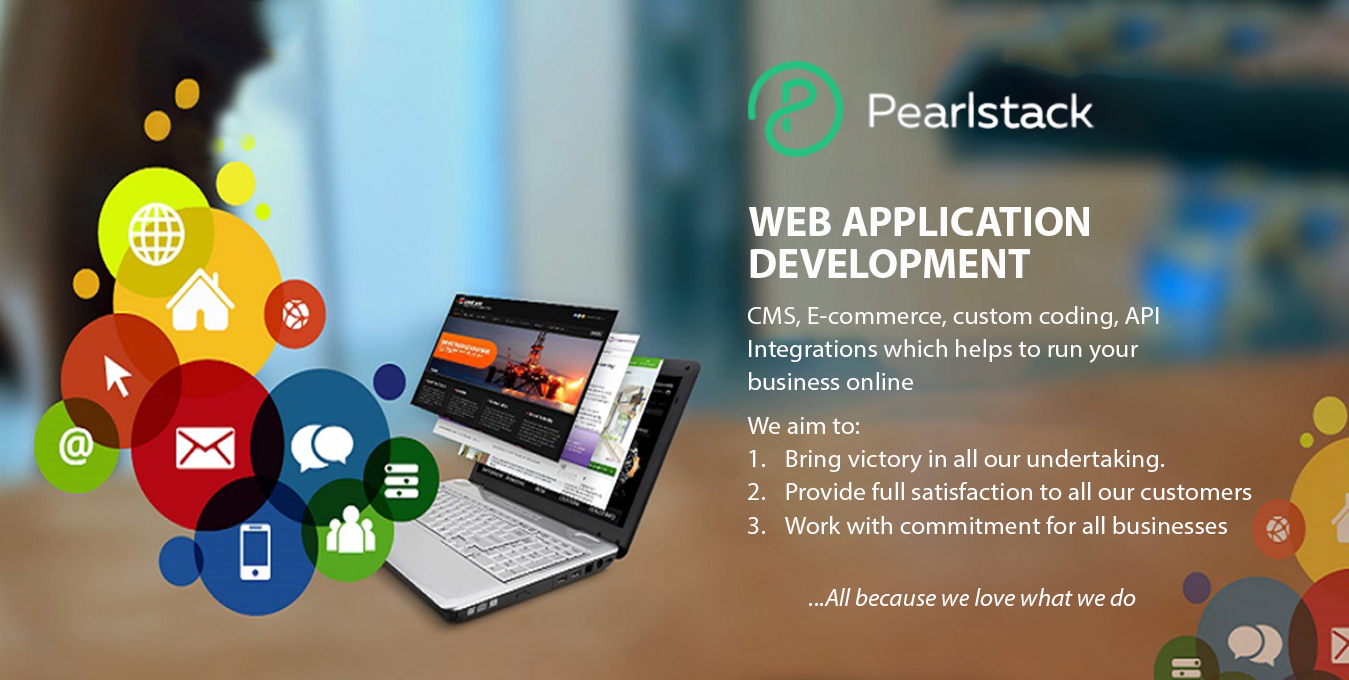 Pearlstack
WEB APPLICATION
DEVELOPMENT
CMS, E-commerce, custom coding, API
Integrations which helps to run your
business online
We aim to:
1. Bring victory in all our undertaking.
2. Provide full satisfaction to all our customers
3. Work with commitment for all businesses
...All because we love what we do
@